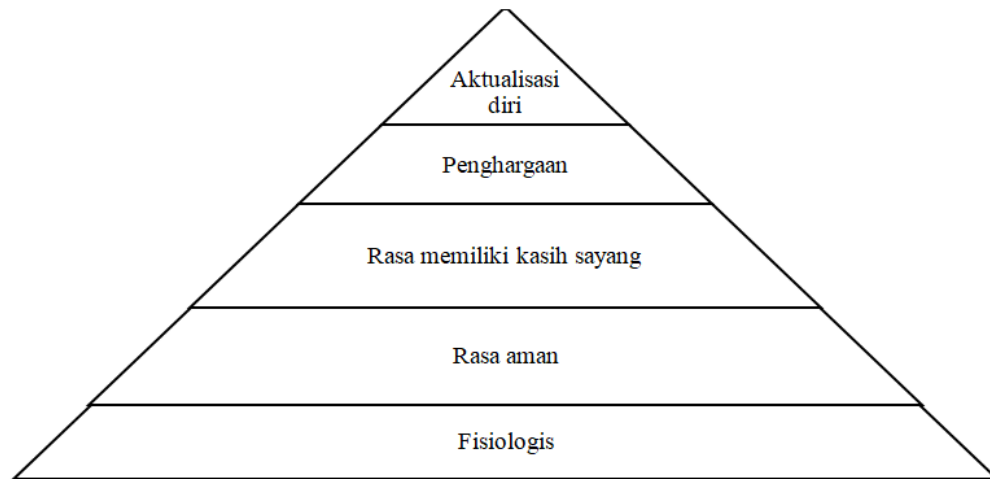 Aktualisasi
diri
Penghargaan
Rasa memiliki kasih sayang
Rasa aman
Fisiologis